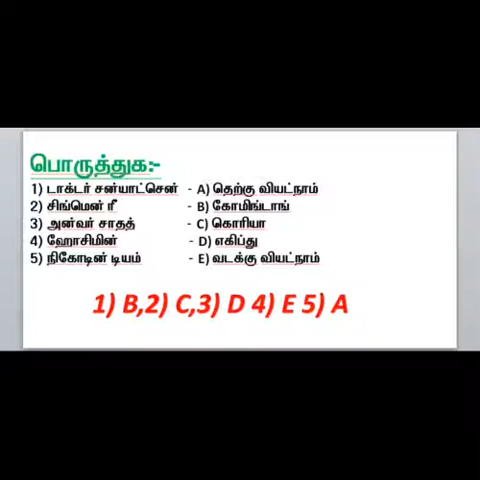 பொருத்துக:-
1) டாக்டர் சன்யாட்சென் - A) தெற்கு வியட்நாம்
2) சிங்மென் ரீ - B) கோமிங்டாங்
3) அன்வர் சாதத் - C) கொரியா
4) ஹோசிமின் - D) எகிப்து
5) நிகோடின் டியம் - E) வடக்கு வியட்நாம்
1) B,2) C,3) D 4) E 5) A